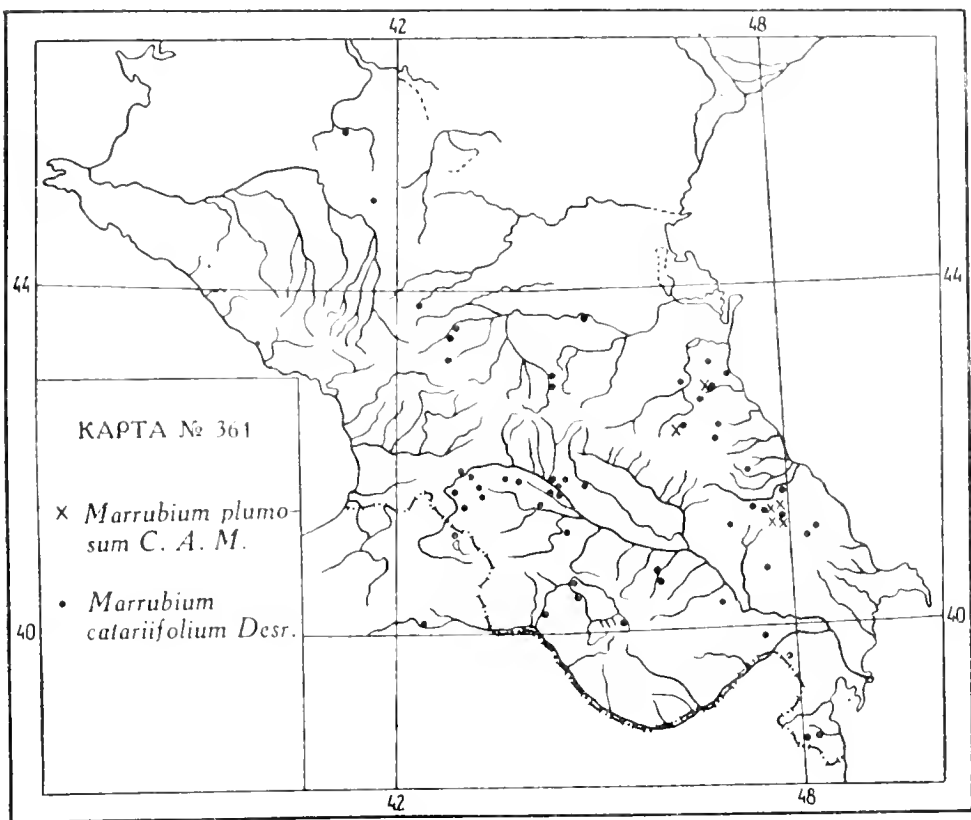 42 48
44 44
КАРТА № 361
× Marrubium plumo-
sum C. A. M.
• Marrubium
catariifolium Desr.
40 40
42 48